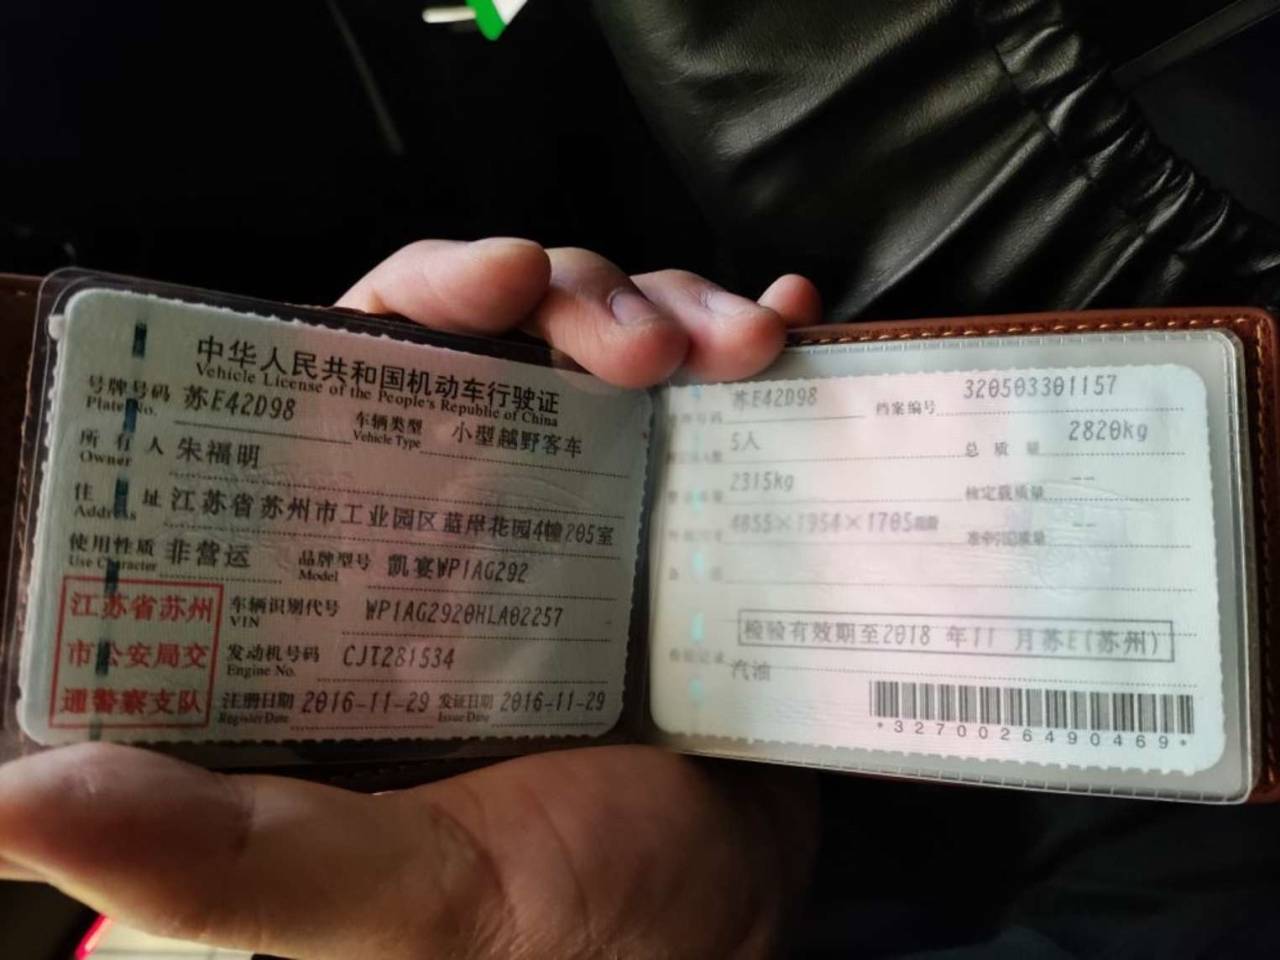 中华人民共和国机动车行驶证
Vehicle License of the People's Republic of China
号牌号码 苏E42D98 车辆类型 小型越野客车
Plate No. Vehicle Type
所有人 朱福明
Owner
住址 江苏省苏州市工业园区蓝岸花园4幢205室
Address
使用性质 非营运 品牌型号 凯宴WP1AG292
Use Character Model
江苏省苏州
市公安局交
通警察支队
车辆识别代号 WP1AG2920HLA02257
VIN
发动机号码 CJT281534
Engine No.
注册日期 2016-11-29 发证日期 2016-11-29
Register Date Issue Date
号牌号码 苏E42D98 档案编号 320503301157
5人 总质量 2820kg
2315kg 核定载质量 --
4855×1954×1705 --
检验有效期至2018 年11 月苏E(苏州)
检验记录
汽油
*3270026490469*